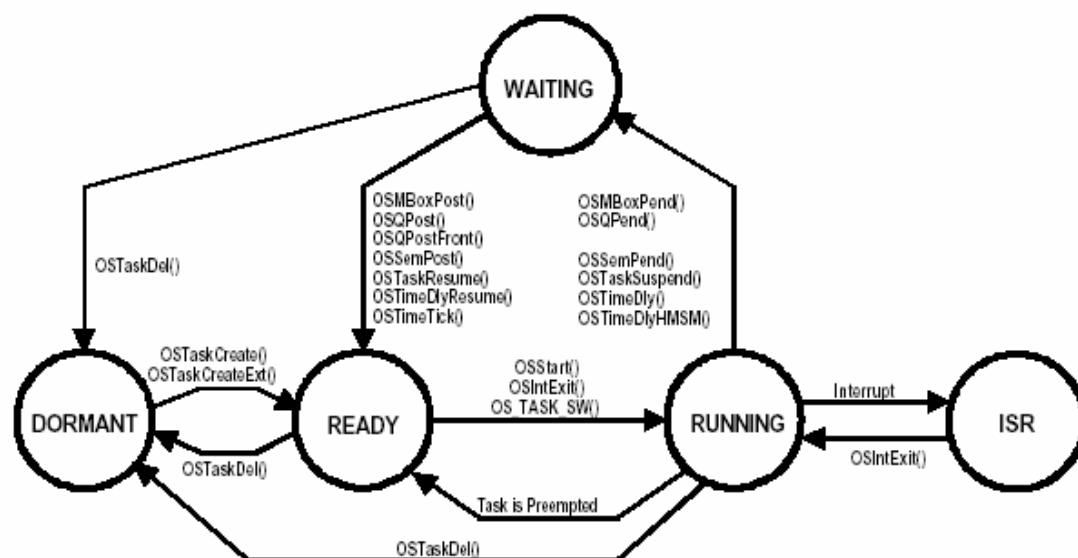 WAITING
OSMBoxPost()
OSQPost()
OSQPostFront()
OSSemPost()
OSTaskResume()
OSTimeDlyResume()
OSTimeTick()
OSMBoxPend()
OSQPend()
OSSemPend()
OSTaskSuspend()
OSTimeDly()
OSTimeDlyHMSM()
OSTaskDel()
OSTaskCreate()
OSTaskCreateExt()
OSStart()
OSIntExit()
OS_TASK_SW()
Interrupt
DORMANT
READY
RUNNING
ISR
OSTaskDel()
OSIntExit()
Task is Preempted
OSTaskDel()